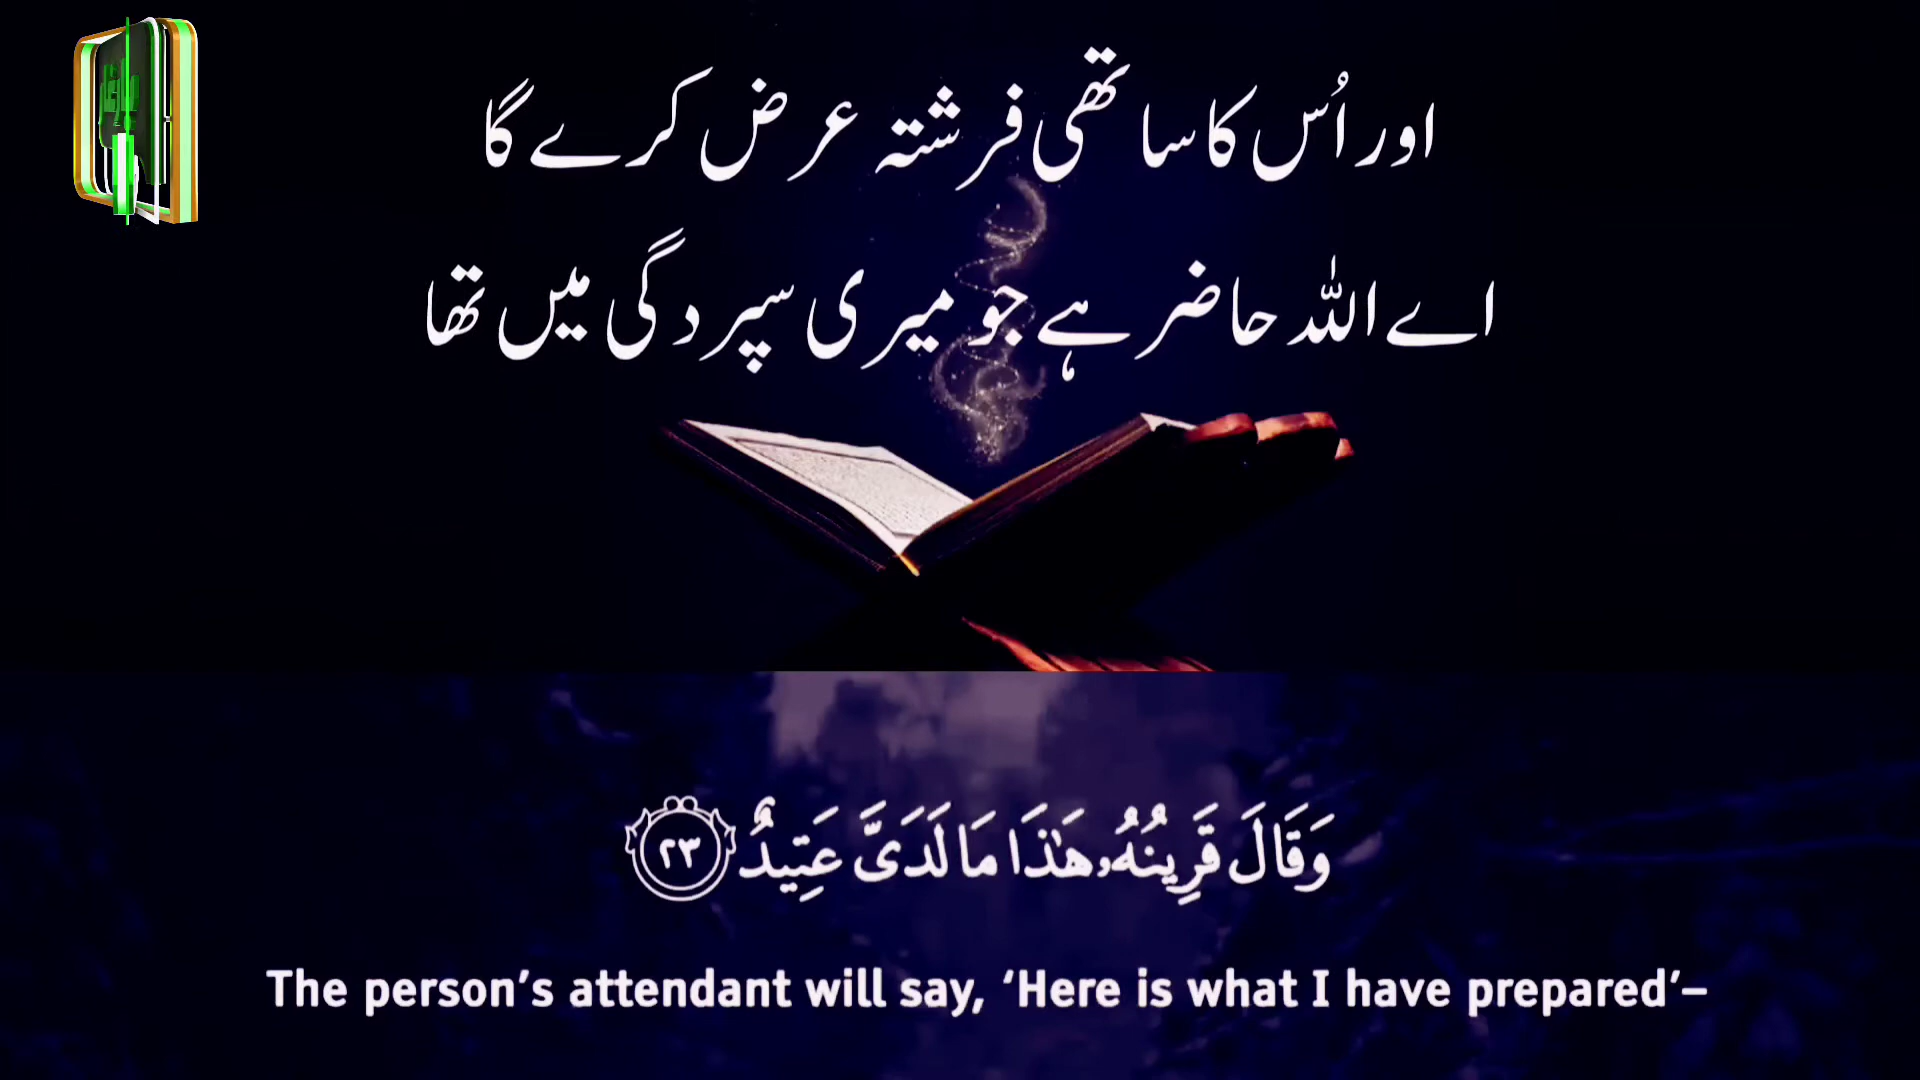 اور اُس کا ساتھی فرشتہ عرض کرے گا
اے اللہ حاضر ہے جو میری سپردگی میں تھا
وَقَالَ قَرِينُهُۥ هَٰذَا مَا لَدَىَّ عَتِيدٌ ٢٣
The person’s attendant will say, ‘Here is what I have prepared’–